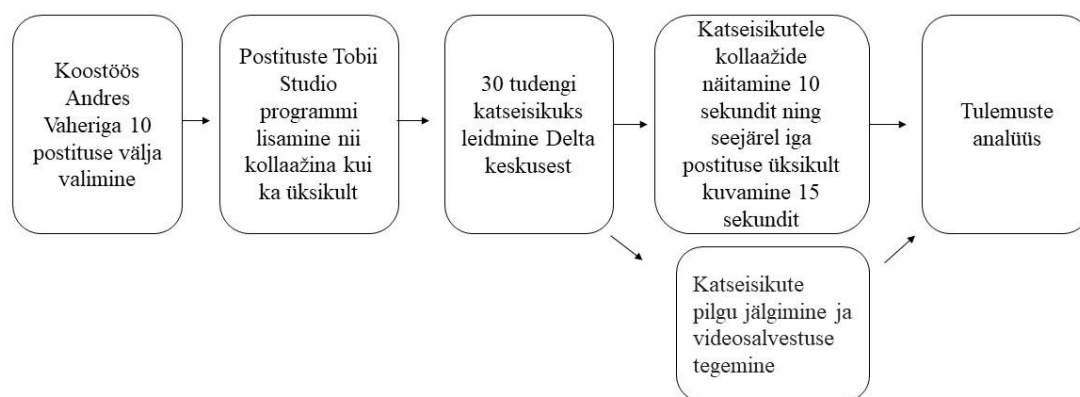 Koostöös
Andres
Vaheriga 10
postituse välja
valimine
Postituste Tobii
Studio
programmi
lisamine nii
kollaažina kui
ka üksikult
30 tudengi
katseisikuks
leidmine Delta
keskusest
Katseisikutele
kollaažide
näitamine 10
sekundit ning
seejärel iga
postituse üksikult
kuvamine 15
sekundit
Katseisikute
pilgu jälgimine ja
videosalvestuse
tegemine
Tulemuste
analüüs